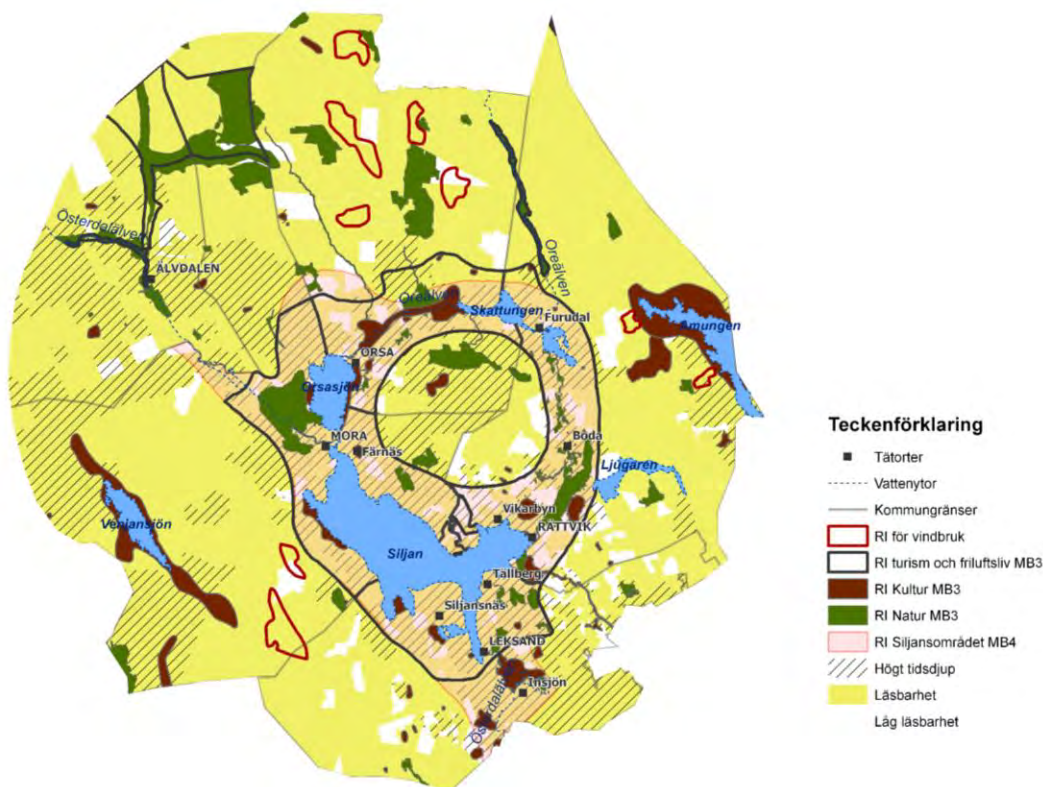 Österdalälven
ÄLVDALEN
Oreälven
Oreälven
Skattungen
Furudal
Amungen
ORSA
Orsasjön
MORA
Färnäs
Boda
Ljugaren
Venjansjön
Vikarbyn
RÄTTVIK
Siljan
Tällberg
Siljansnäs
LEKSAND
Insjön
Österdalälven
Teckenförklaring
Tätorter
Vattenytor
Kommungränser
RI för vindbruk
RI turism och friluftsliv MB3
RI Kultur MB3
RI Natur MB3
RI Siljansområdet MB4
Högt tidsdjup
Läsbarhet
Låg läsbarhet